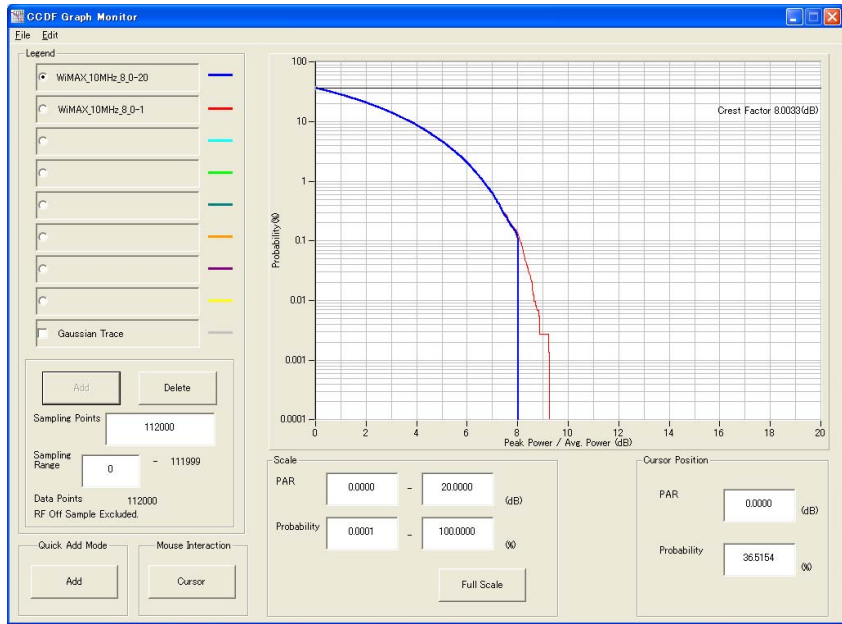 CCDF Graph Monitor
File Edit
Legend
WiMAX_10MHz_8_0-20
WiMAX_10MHz_8_0-1
Gaussian Trace
Add Delete
Sampling Points 112000
Sampling Range 0 - 111999
Data Points 112000
RF Off Sample Excluded.
Quick Add Mode
Add
Mouse Interaction
Cursor
100
10
1
0.1
0.01
0.001
0.0001
Probability(%)
Crest Factor 8.0033(dB)
0 2 4 6 8 10 12 14 16 18 20
Peak Power / Avg. Power (dB)
Scale
PAR 0.0000 - 20.0000 (dB)
Probability 0.0001 - 100.0000 (%)
Full Scale
Cursor Position
PAR 0.0000 (dB)
Probability 36.5154 (%)